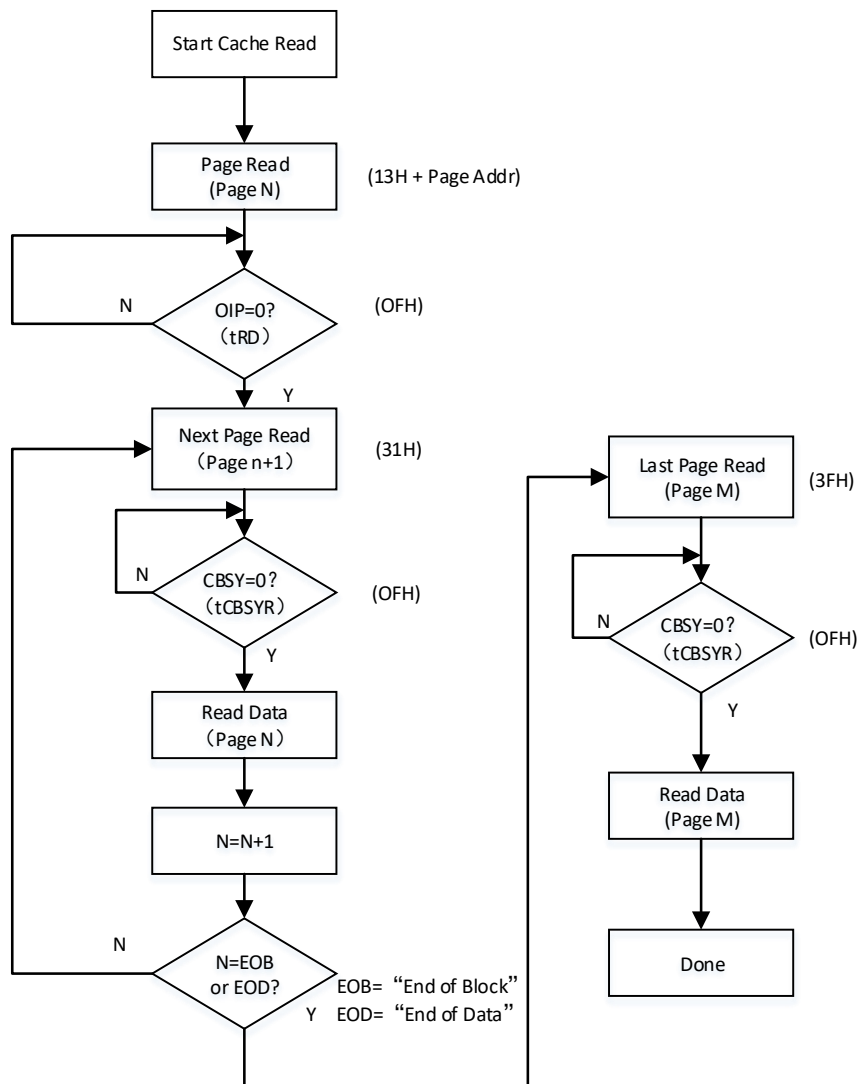 Start Cache Read
Page Read
(Page N)
(13H + Page Addr)
N
OIP=0?
（tRD）
(OFH)
Y
Next Page Read
（Page n+1）
(31H)
N
CBSY=0?
（tCBSYR）
(OFH)
Y
Read Data
（Page N）
N=N+1
N
N=EOB
or EOD?
EOB= “End of Block”
Y
EOD= “End of Data”
Last Page Read
(Page M)
(3FH)
N
CBSY=0?
（tCBSYR）
(OFH)
Y
Read Data
(Page M)
Done